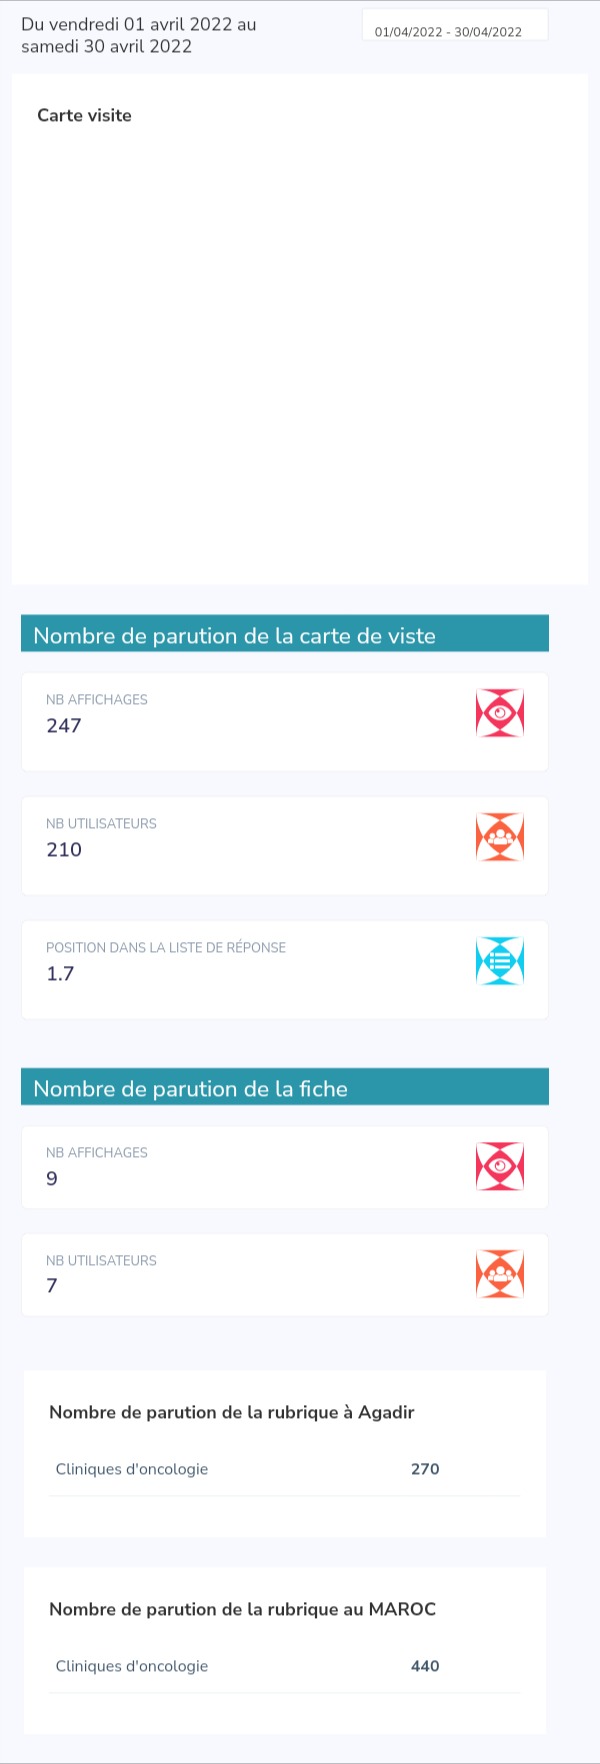 Du vendredi 01 avril 2022 au
samedi 30 avril 2022
01/04/2022 - 30/04/2022
Carte visite
Nombre de parution de la carte de viste
NB AFFICHAGES
247
NB UTILISATEURS
210
POSITION DANS LA LISTE DE RÉPONSE
1.7
Nombre de parution de la fiche
NB AFFICHAGES
9
NB UTILISATEURS
7
Nombre de parution de la rubrique à Agadir
Cliniques d'oncologie 270
Nombre de parution de la rubrique au MAROC
Cliniques d'oncologie 440